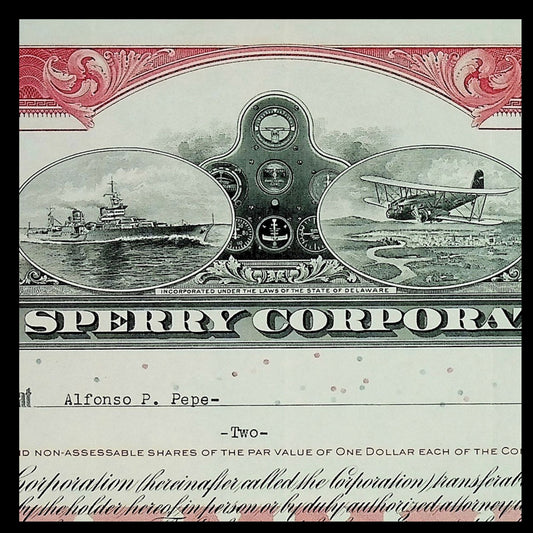 INCORPORATED UNDER THE LAWS OF THE STATE OF DELAWARE
SPERRY CORPORA
Alfonso P. Pepe-
-Two-
D NON-ASSESSABLE SHARES OF THE PAR VALUE OF ONE DOLLAR EACH OF THE CO
Corporation (hereinafter called the Corporation), transferab
by the holder hereof in person or by duly authorized attorney